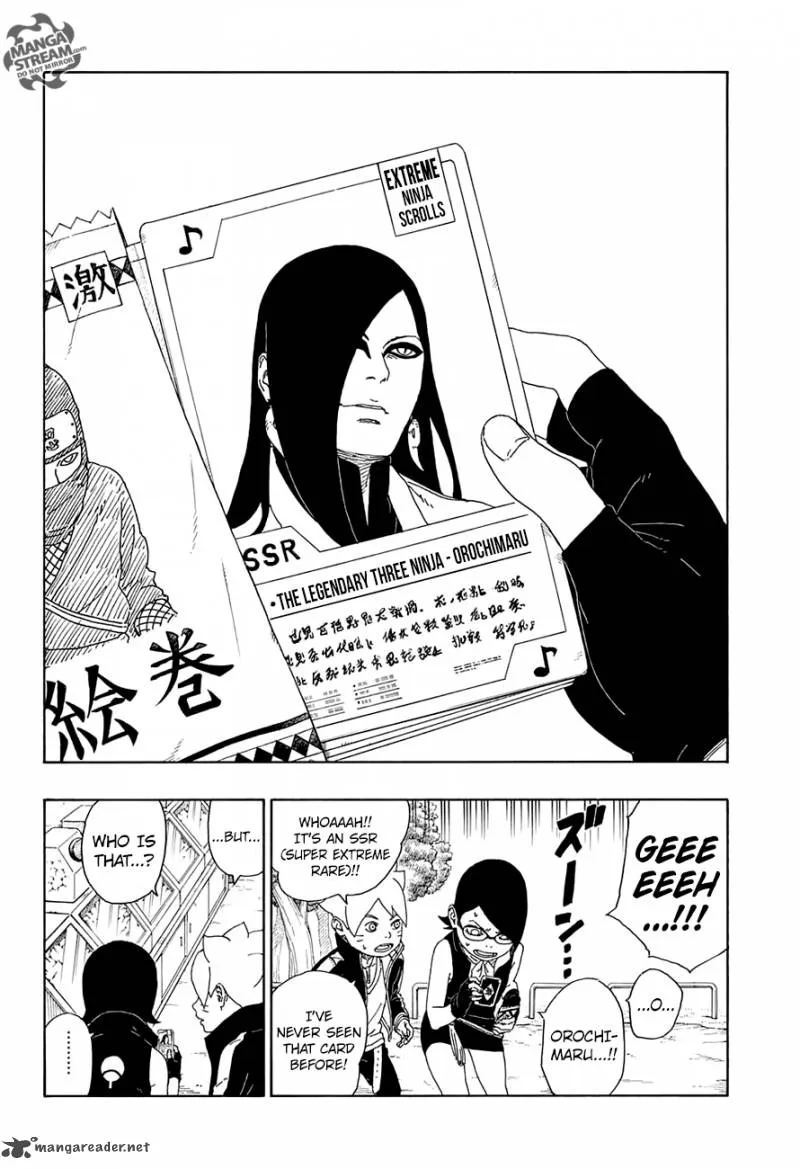 MANGA
STREAM.com
DO NOT MIRROR
EXTREME
NINJA
SCROLLS
激
絵巻
SSR
•THE LEGENDARY THREE NINJA - OROCHIMARU
GEEE
EEEEH
...!!!
...O...
OROCHI-
MARU...!!
ズーン...
WHOAAAH!!
IT'S AN SSR
(SUPER EXTREME
RARE)!!
I'VE
NEVER SEEN
THAT CARD
BEFORE!
...BUT...
WHO IS
THAT...?
........
mangareader.net